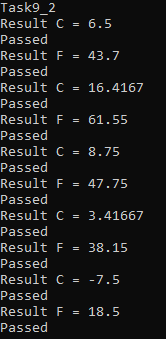 Task9_2
Result C = 6.5
Passed
Result F = 43.7
Passed
Result C = 16.4167
Passed
Result F = 61.55
Passed
Result C = 8.75
Passed
Result F = 47.75
Passed
Result C = 3.41667
Passed
Result F = 38.15
Passed
Result C = -7.5
Passed
Result F = 18.5
Passed